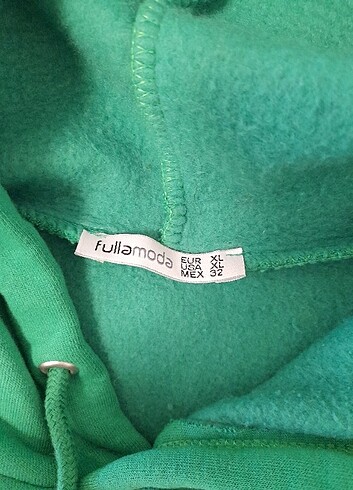 fullamoda
EUR XL
USA XL
MEX 32